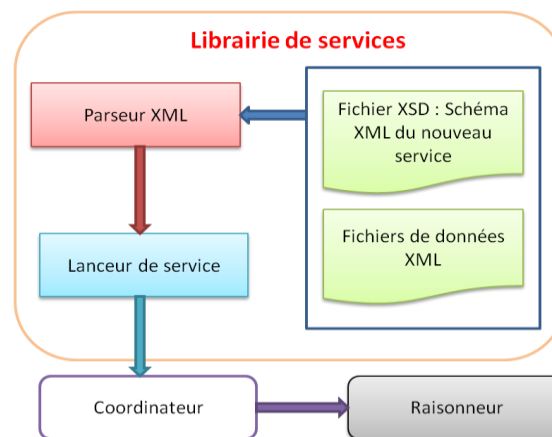 Librairie de services
Parseur XML
Fichier XSD : Schéma
XML du nouveau
service
Lanceur de service
Fichiers de données
XML
Coordinateur
Raisonneur